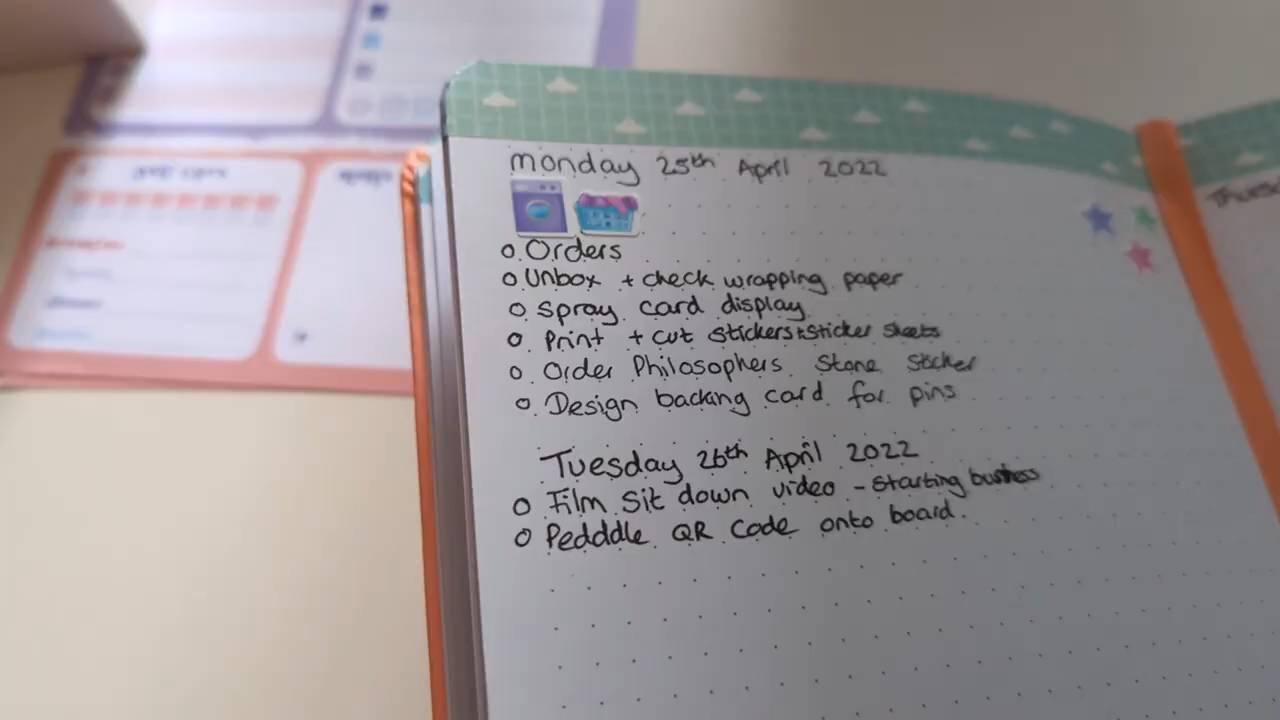 monday 25th April 2022
Orders
Unbox + check wrapping paper
Spray card display
Print + cut stickers+sticker sheets
Order Philosophers Stone Sticker
Design backing card for pins
Tuesday 26th April 2022
Film sit down video - Starting business
Pedddle QR Code onto board.